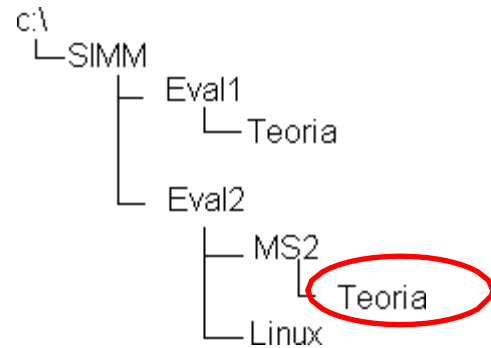 c:\
SIMM
Eval1
Teoria
Eval2
MS2
Teoria
Linux